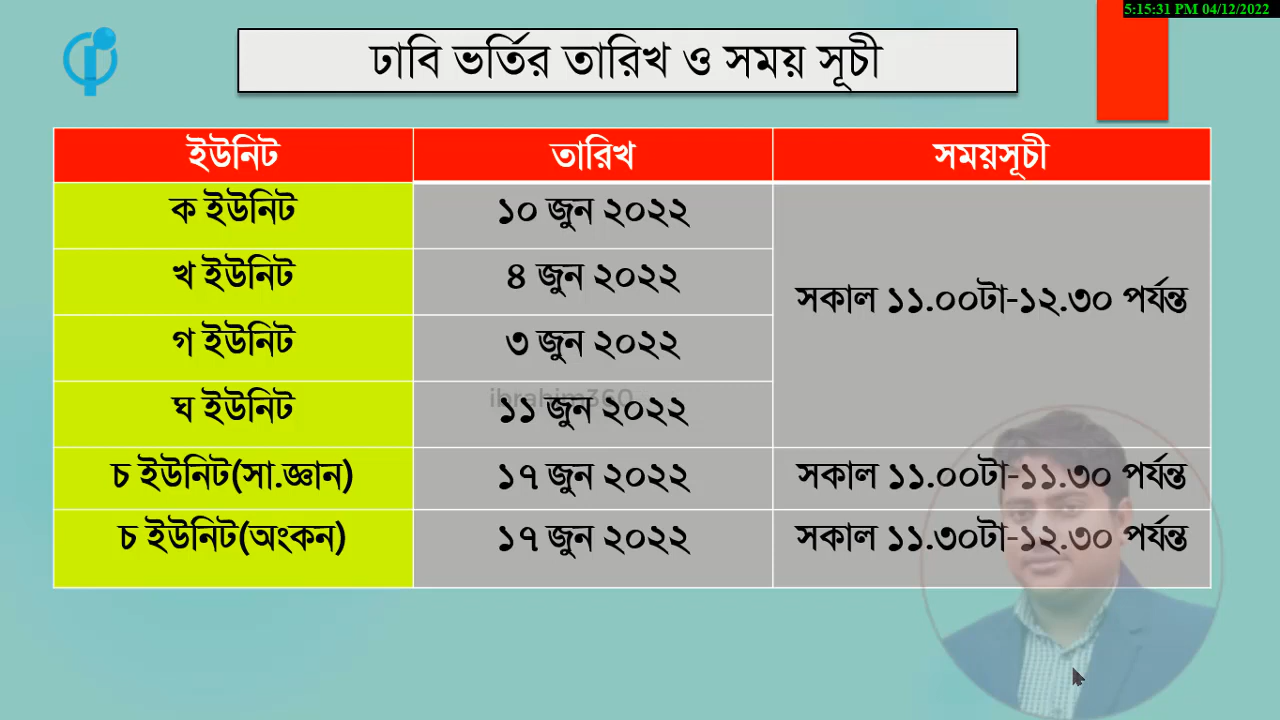 5:15:31 PM 04/12/2022
ঢাবি ভর্তির তারিখ ও সময় সূচী
ইউনিট তারিখ সময়সূচী
ক ইউনিট ১০ জুন ২০২২
খ ইউনিট ৪ জুন ২০২২
সকাল ১১.০০টা-১২.৩০ পর্যন্ত
গ ইউনিট ৩ জুন ২০২২
ibrahim360
ঘ ইউনিট ১১ জুন ২০২২
চ ইউনিট(সা.জ্ঞান) ১৭ জুন ২০২২ সকাল ১১.০০টা-১১.৩০ পর্যন্ত
চ ইউনিট(অংকন) ১৭ জুন ২০২২ সকাল ১১.৩০টা-১২.৩০ পর্যন্ত